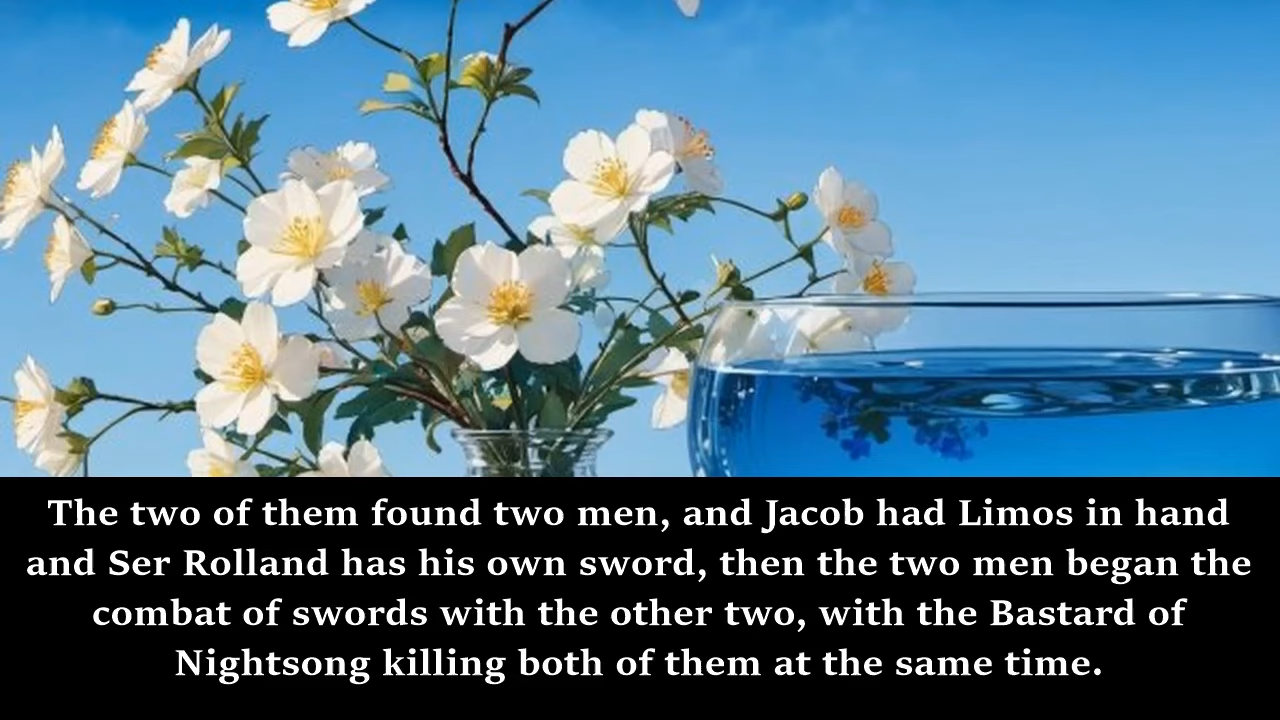 The two of them found two men, and Jacob had Limos in hand
and Ser Rolland has his own sword, then the two men began the
combat of swords with the other two, with the Bastard of
Nightsong killing both of them at the same time.